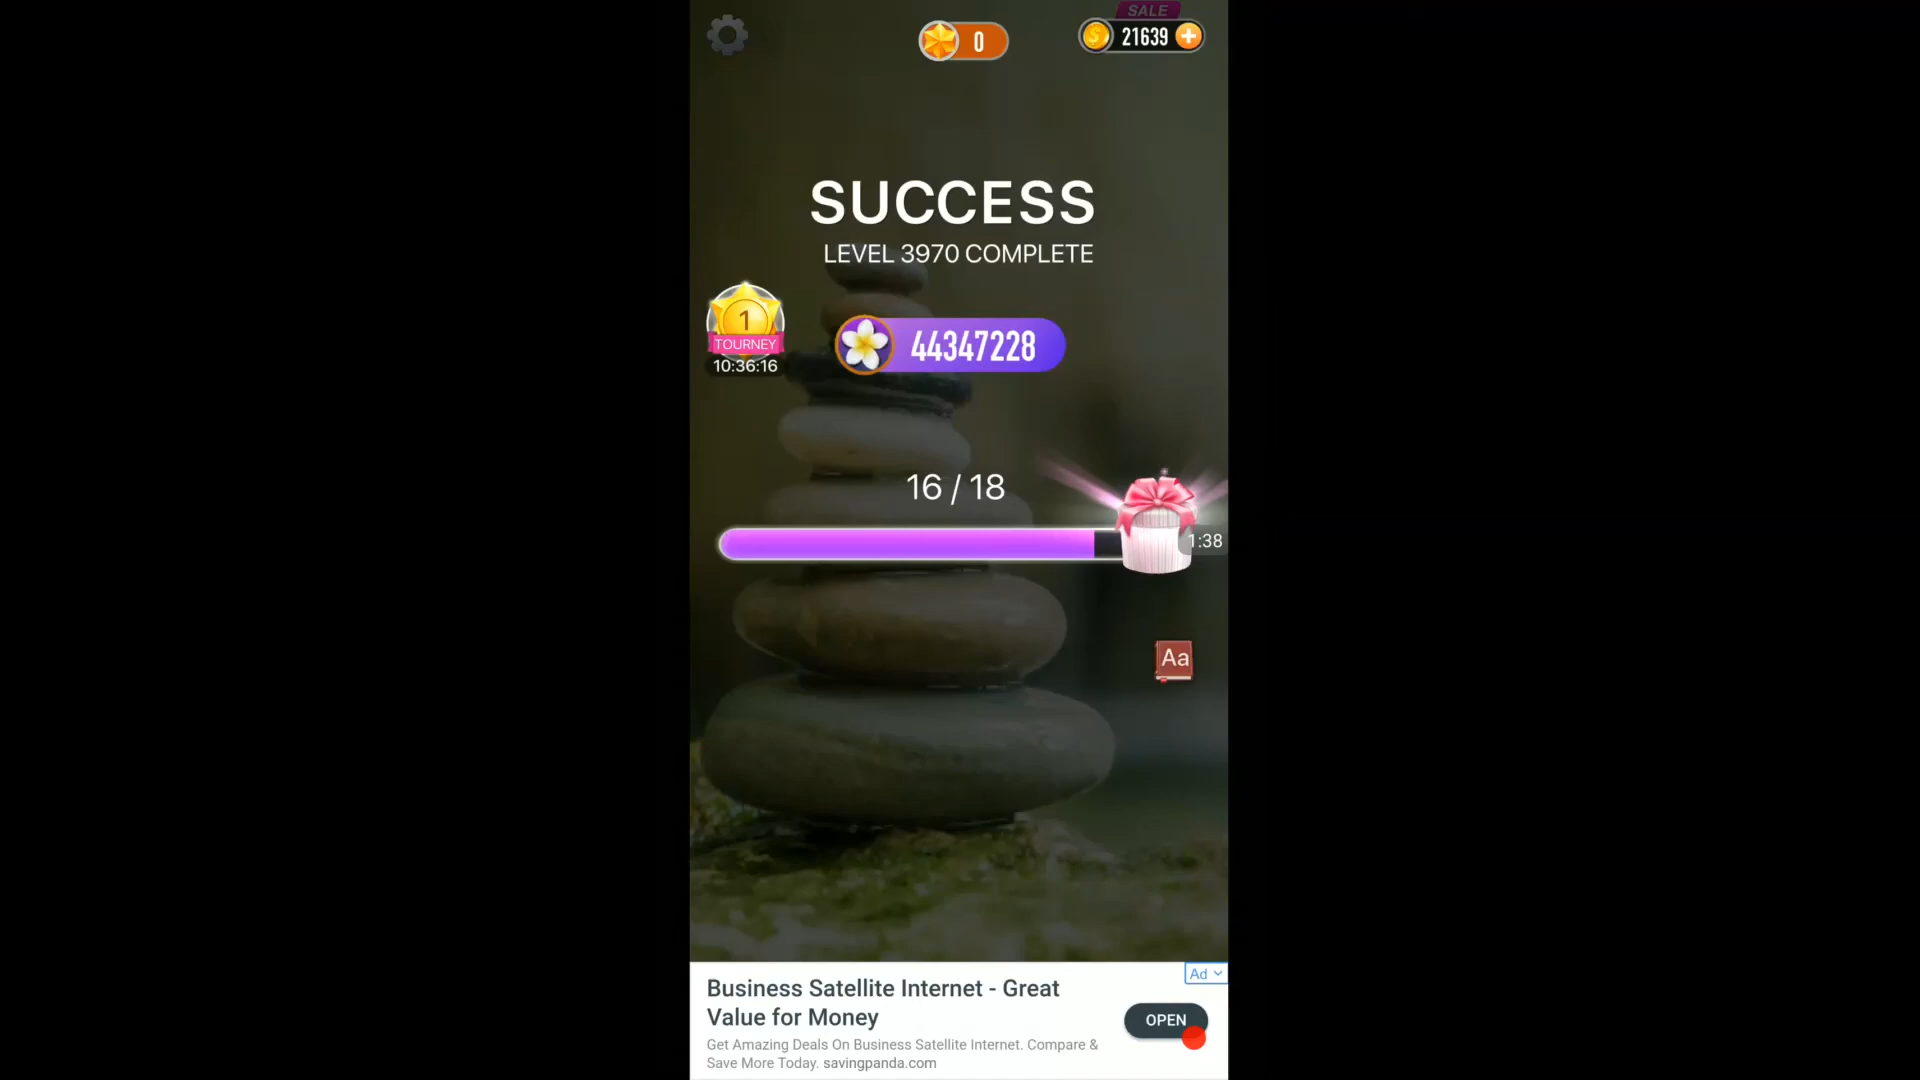 SALE
0
21639
SUCCESS
LEVEL 3970 COMPLETE
1
TOURNEY
10:36:16
44347228
16 / 18
1:38
Aa
Ad
Business Satellite Internet - Great
Value for Money
OPEN
Get Amazing Deals On Business Satellite Internet. Compare &
Save More Today. savingpanda.com